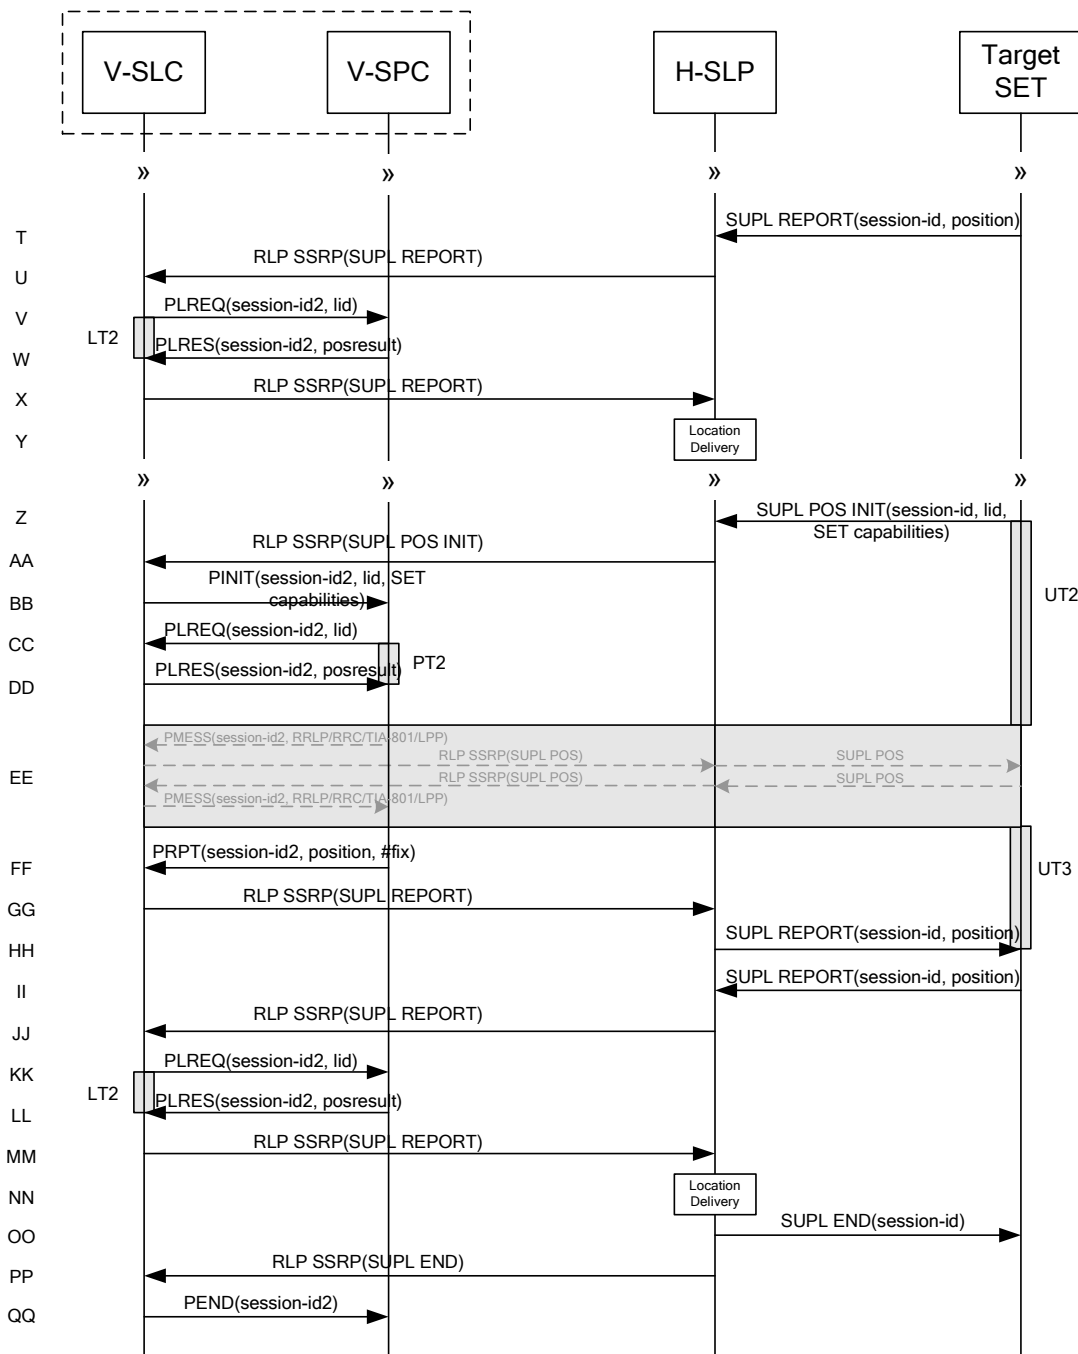 V-SLC
V-SPC
H-SLP
Target
SET
»
»
»
»
T
SUPL REPORT(session-id, position)
U
RLP SSRP(SUPL REPORT)
V
PLREQ(session-id2, lid)
LT2
W
PLRES(session-id2, posresult)
X
RLP SSRP(SUPL REPORT)
Y
Location
Delivery
»
»
»
»
Z
SUPL POS INIT(session-id, lid,
SET capabilities)
AA
RLP SSRP(SUPL POS INIT)
BB
PINIT(session-id2, lid, SET
capabilities)
UT2
CC
PLREQ(session-id2, lid)
PT2
DD
PLRES(session-id2, posresult)
PMESS(session-id2, RRLP/RRC/TIA-801/LPP)
RLP SSRP(SUPL POS)
SUPL POS
EE
RLP SSRP(SUPL POS)
SUPL POS
PMESS(session-id2, RRLP/RRC/TIA-801/LPP)
FF
PRPT(session-id2, position, #fix)
UT3
GG
RLP SSRP(SUPL REPORT)
HH
SUPL REPORT(session-id, position)
II
SUPL REPORT(session-id, position)
JJ
RLP SSRP(SUPL REPORT)
KK
PLREQ(session-id2, lid)
LT2
LL
PLRES(session-id2, posresult)
MM
RLP SSRP(SUPL REPORT)
NN
Location
Delivery
OO
SUPL END(session-id)
PP
RLP SSRP(SUPL END)
QQ
PEND(session-id2)